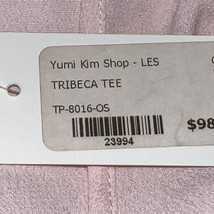 Yumi Kim Shop - LES
TRIBECA TEE
TP-8016-OS
$98
23994